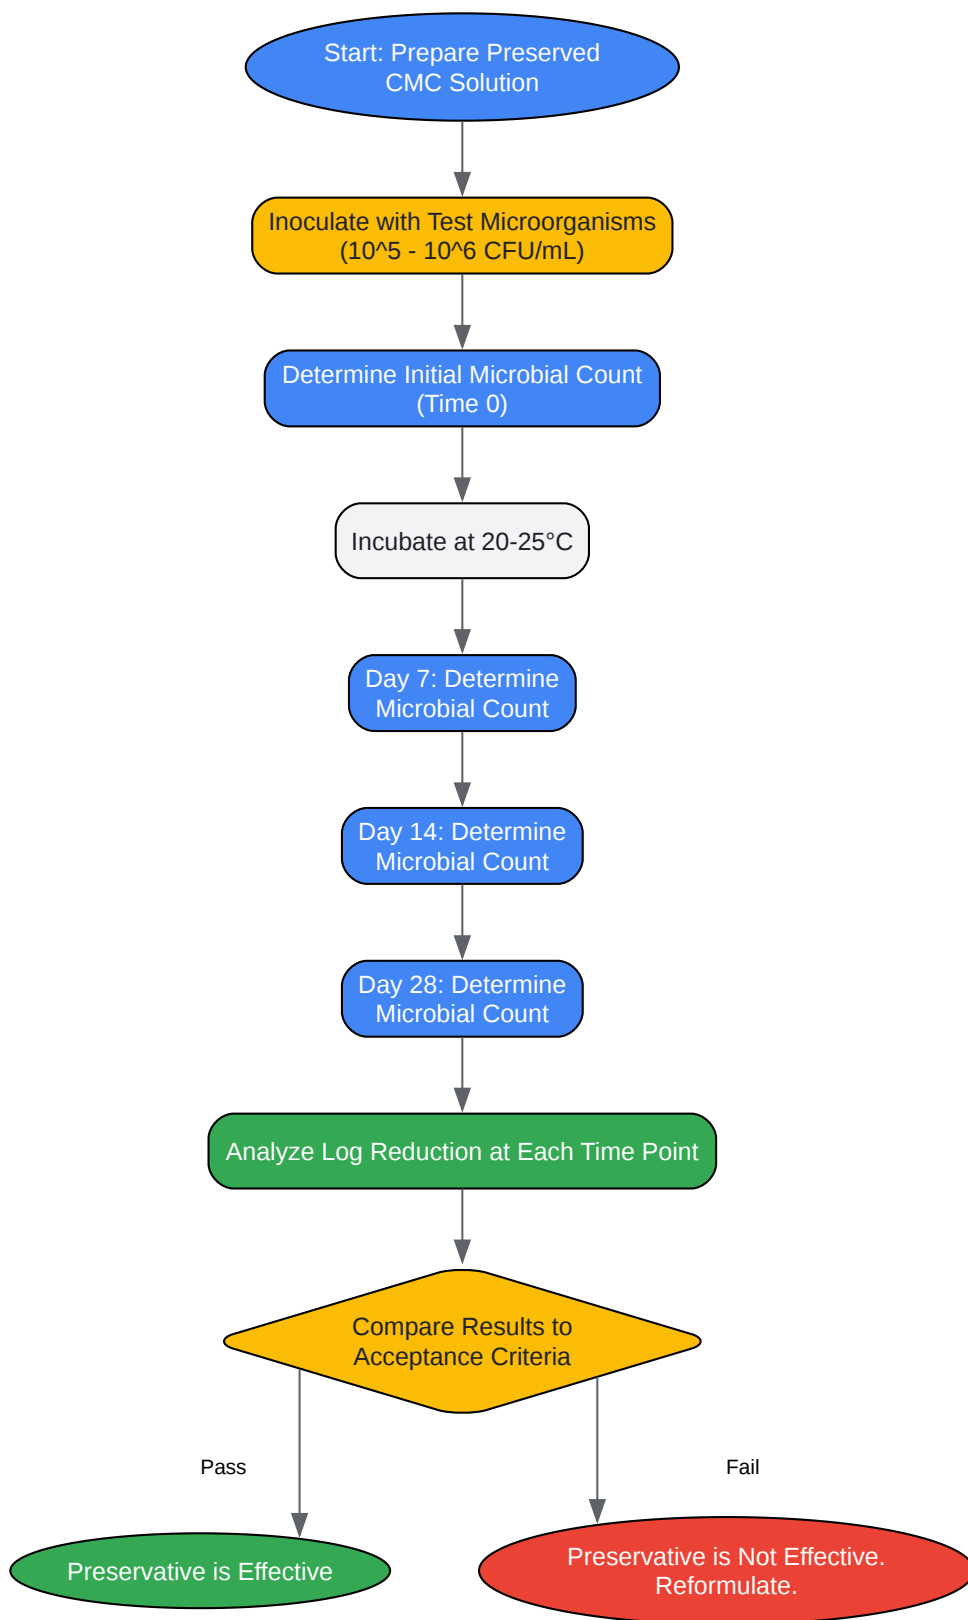 Start: Prepare Preserved
CMC Solution
Inoculate with Test Microorganisms
(10^5 - 10^6 CFU/mL)
Determine Initial Microbial Count
(Time 0)
Incubate at 20-25°C
Day 7: Determine
Microbial Count
Day 14: Determine
Microbial Count
Day 28: Determine
Microbial Count
Analyze Log Reduction at Each Time Point
Compare Results to
Acceptance Criteria
Pass
Fail
Preservative is Effective
Preservative is Not Effective.
Reformulate.